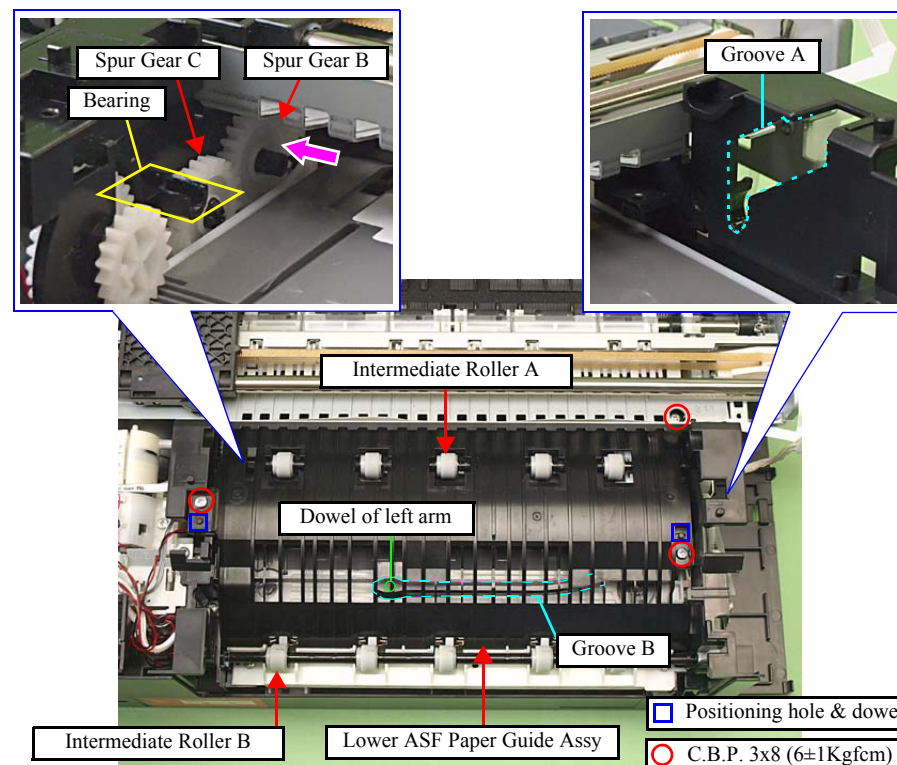 Spur Gear C
Spur Gear B
Bearing
Groove A
Intermediate Roller A
Dowel of left arm
Groove B
Intermediate Roller B
Lower ASF Paper Guide Assy
Positioning hole & dowe
C.B.P. 3x8 (6±1Kgfcm)